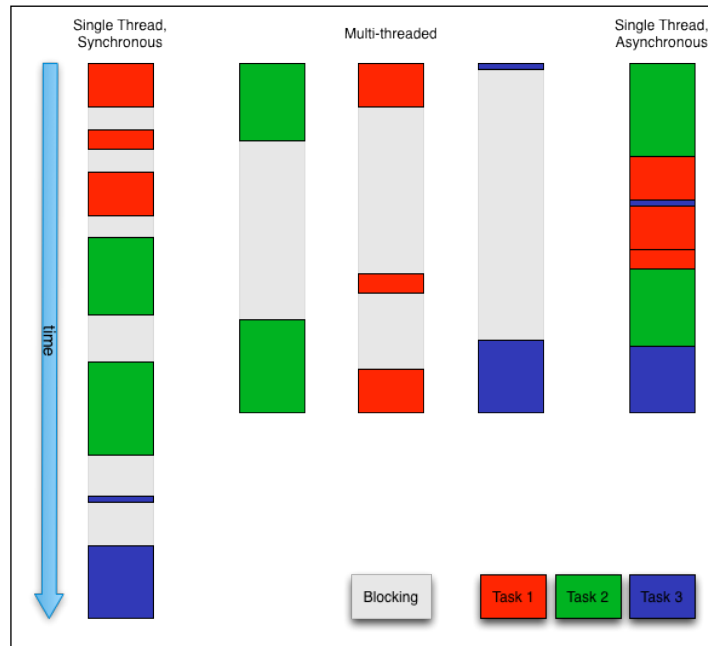 Single Thread,
Synchronous
Multi-threaded
Single Thread,
Asynchronous
time
Blocking
Task 1
Task 2
Task 3